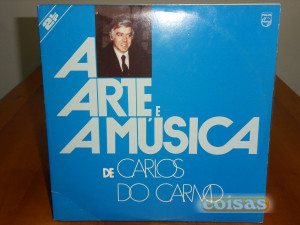 PHILIPS
A
ARTE E
A MÚSICA
DE CARLOS
DO CARMO
coisas